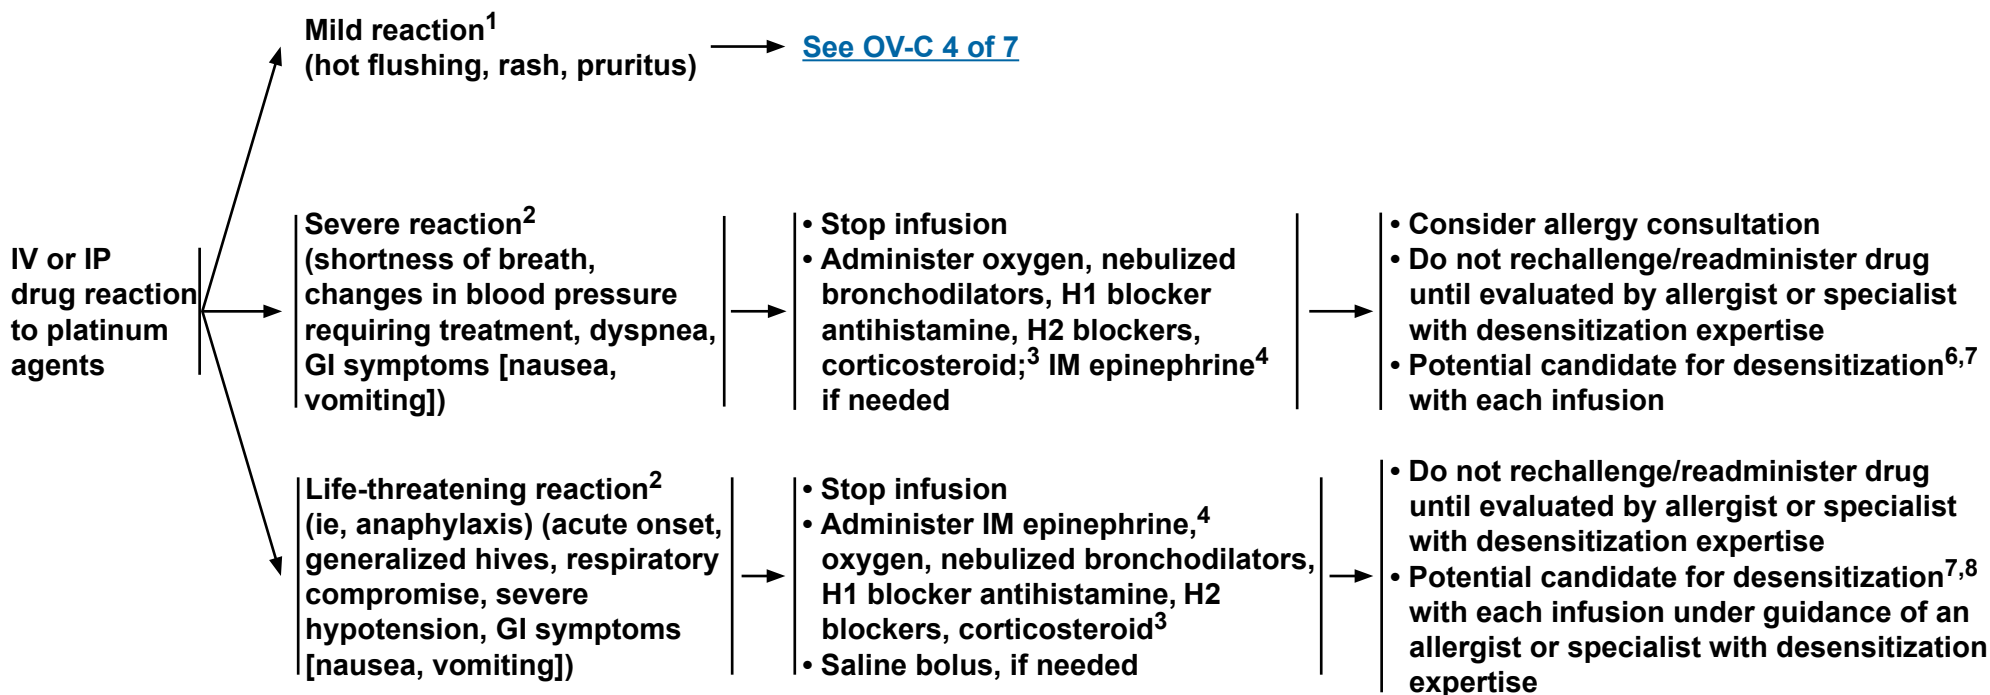 Mild reaction1
(hot flushing, rash, pruritus)
See OV-C 4 of 7
IV or IP
drug reaction
to platinum
agents
Severe reaction2
(shortness of breath,
changes in blood pressure
requiring treatment, dyspnea,
GI symptoms [nausea,
vomiting])
• Stop infusion
• Administer oxygen, nebulized
bronchodilators, H1 blocker
antihistamine, H2 blockers,
corticosteroid;3 IM epinephrine4
if needed
• Consider allergy consultation
• Do not rechallenge/readminister drug
until evaluated by allergist or specialist
with desensitization expertise
• Potential candidate for desensitization6,7
with each infusion
Life-threatening reaction2
(ie, anaphylaxis) (acute onset,
generalized hives, respiratory
compromise, severe
hypotension, GI symptoms
[nausea, vomiting])
• Stop infusion
• Administer IM epinephrine,4
oxygen, nebulized bronchodilators,
H1 blocker antihistamine, H2
blockers, corticosteroid3
• Saline bolus, if needed
• Do not rechallenge/readminister drug
until evaluated by allergist or specialist
with desensitization expertise
• Potential candidate for desensitization7,8
with each infusion under guidance of an
allergist or specialist with desensitization
expertise